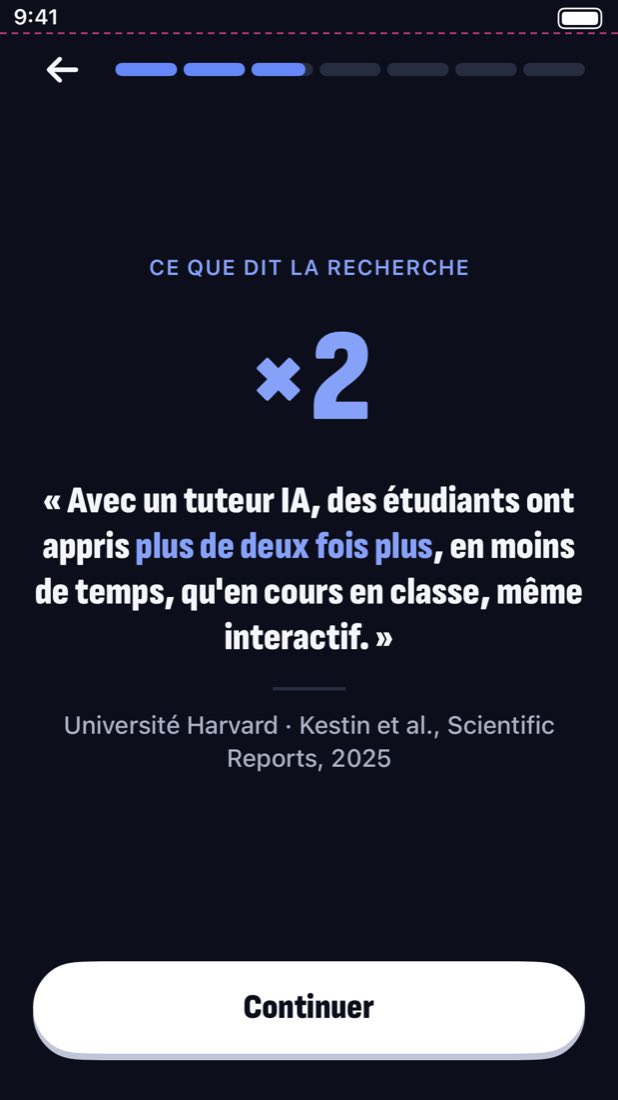 9:41
CE QUE DIT LA RECHERCHE
×2
« Avec un tuteur IA, des étudiants ont
appris plus de deux fois plus, en moins
de temps, qu'en cours en classe, même
interactif. »
Université Harvard · Kestin et al., Scientific
Reports, 2025
Continuer